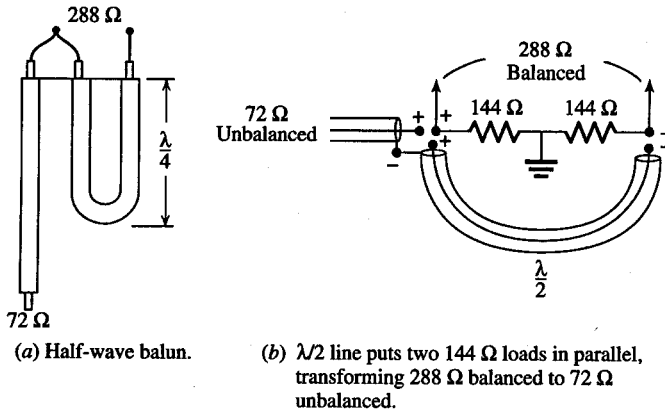 288 Ω
λ
4
72 Ω
(a) Half-wave balun.
288 Ω
Balanced
72 Ω
Unbalanced
144 Ω 144 Ω
+ +
+
−
−
−
λ
2
(b) λ/2 line puts two 144 Ω loads in parallel,
transforming 288 Ω balanced to 72 Ω
unbalanced.